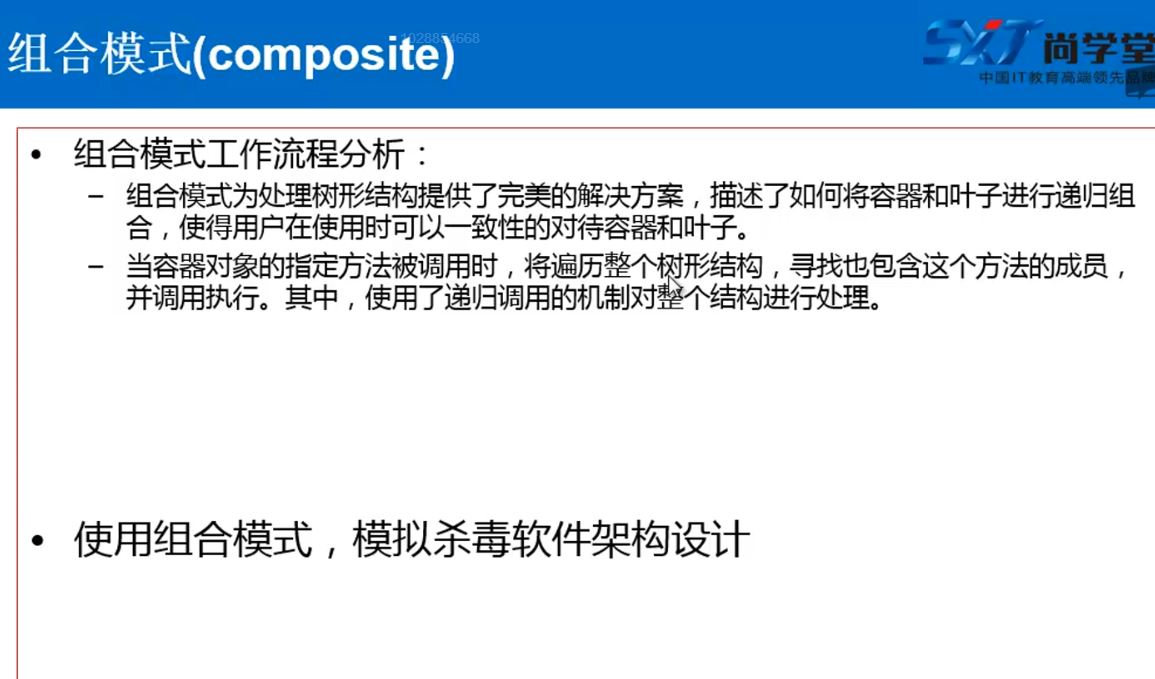 组合模式(composite)
SXT 尚学堂
中国IT教育高端领先品牌
• 组合模式工作流程分析：
– 组合模式为处理树形结构提供了完美的解决方案，描述了如何将容器和叶子进行递归组
合，使得用户在使用时可以一致性的对待容器和叶子。
– 当容器对象的指定方法被调用时，将遍历整个树形结构，寻找也包含这个方法的成员，
并调用执行。其中，使用了递归调用的机制对整个结构进行处理。
• 使用组合模式，模拟杀毒软件架构设计